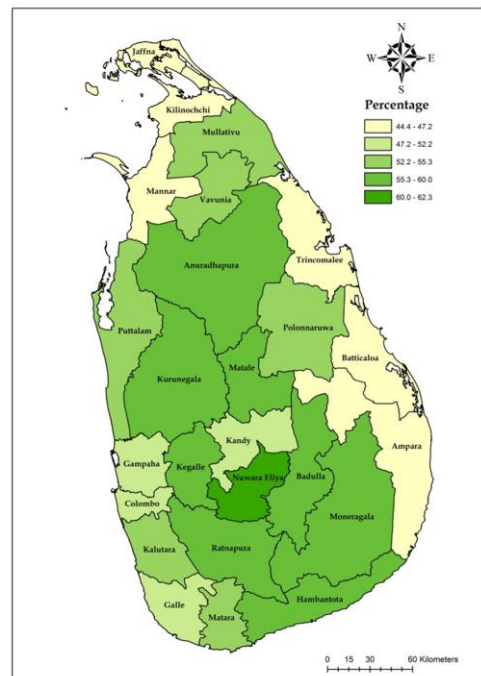 N
W E
S
Percentage
44.4 - 47.2
47.2 - 52.2
52.2 - 55.3
55.3 - 60.0
60.0 - 62.3
Jaffna
Kilinochchi
Mullativu
Mannar
Vavunia
Anuradhapura
Trincomalee
Puttalam
Polonnaruwa
Batticaloa
Kurunegala
Matale
Kandy
Ampara
Gampaha
Kegalle
Nuwara Eliya
Badulla
Colombo
Moneragala
Kalutara
Ratnapura
Hambantota
Galle
Matara
0 15 30 60 Kilometers